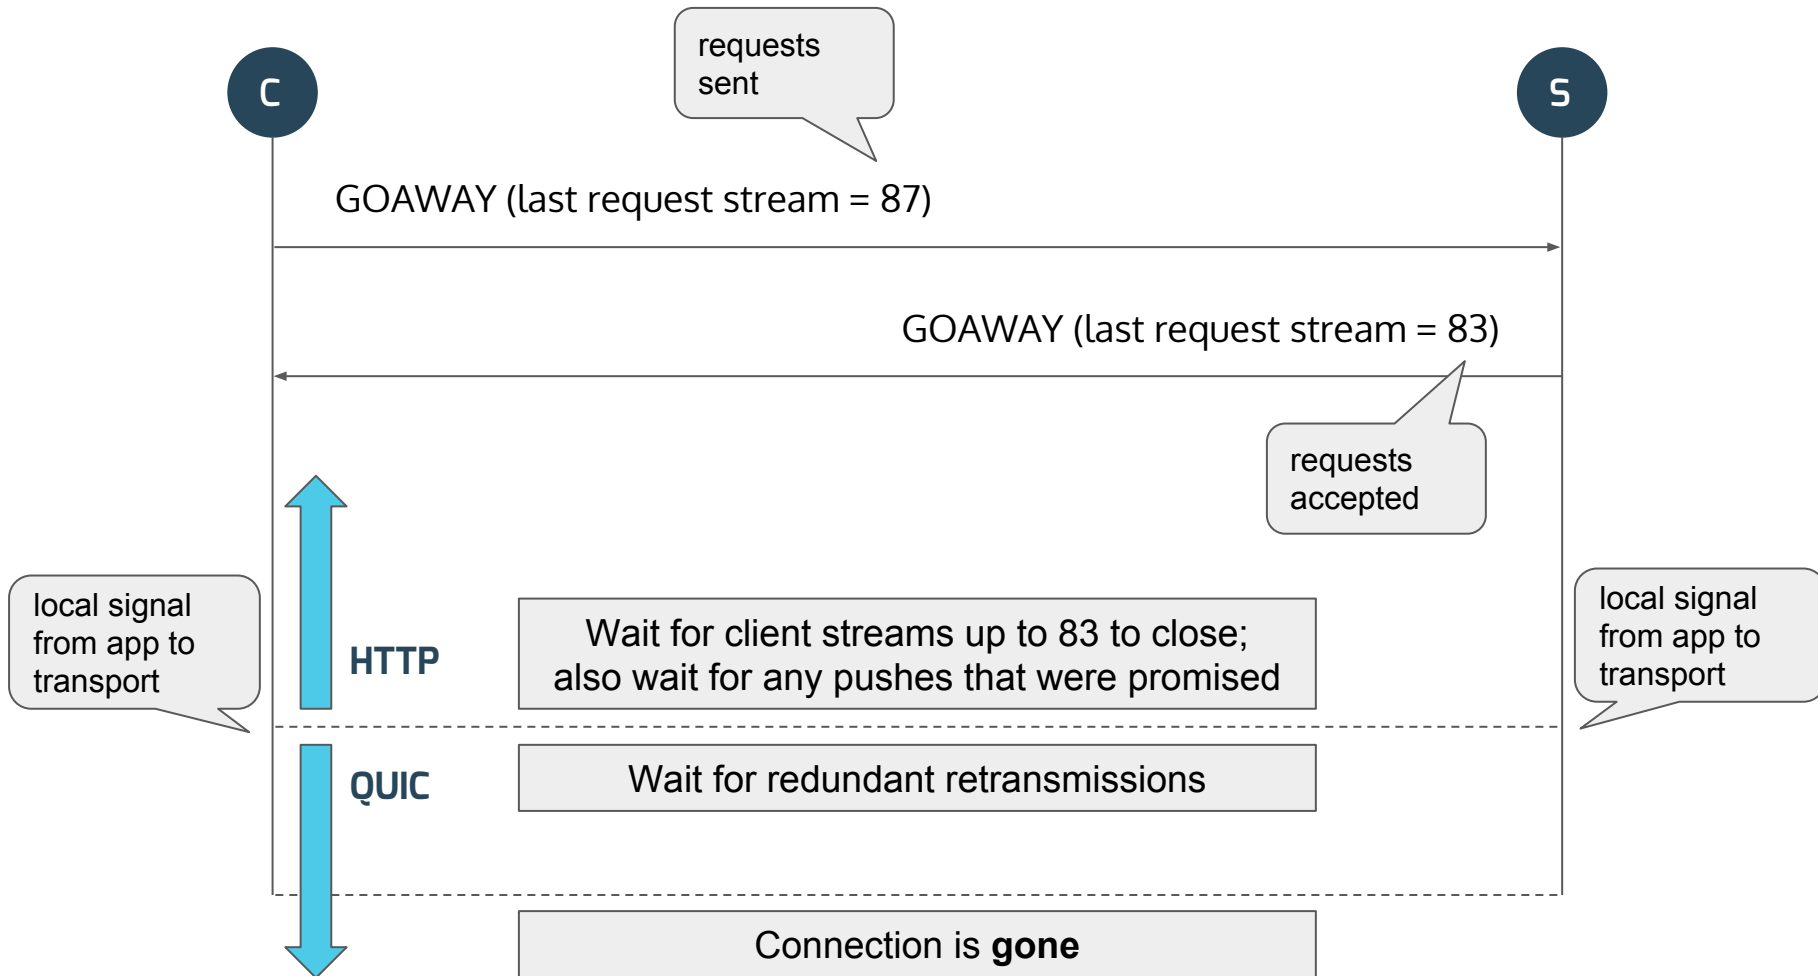 requests
sent
C
S
GOAWAY (last request stream = 87)
GOAWAY (last request stream = 83)
requests
accepted
local signal
from app to
transport
HTTP
Wait for client streams up to 83 to close;
also wait for any pushes that were promised
local signal
from app to
transport
QUIC
Wait for redundant retransmissions
Connection is gone